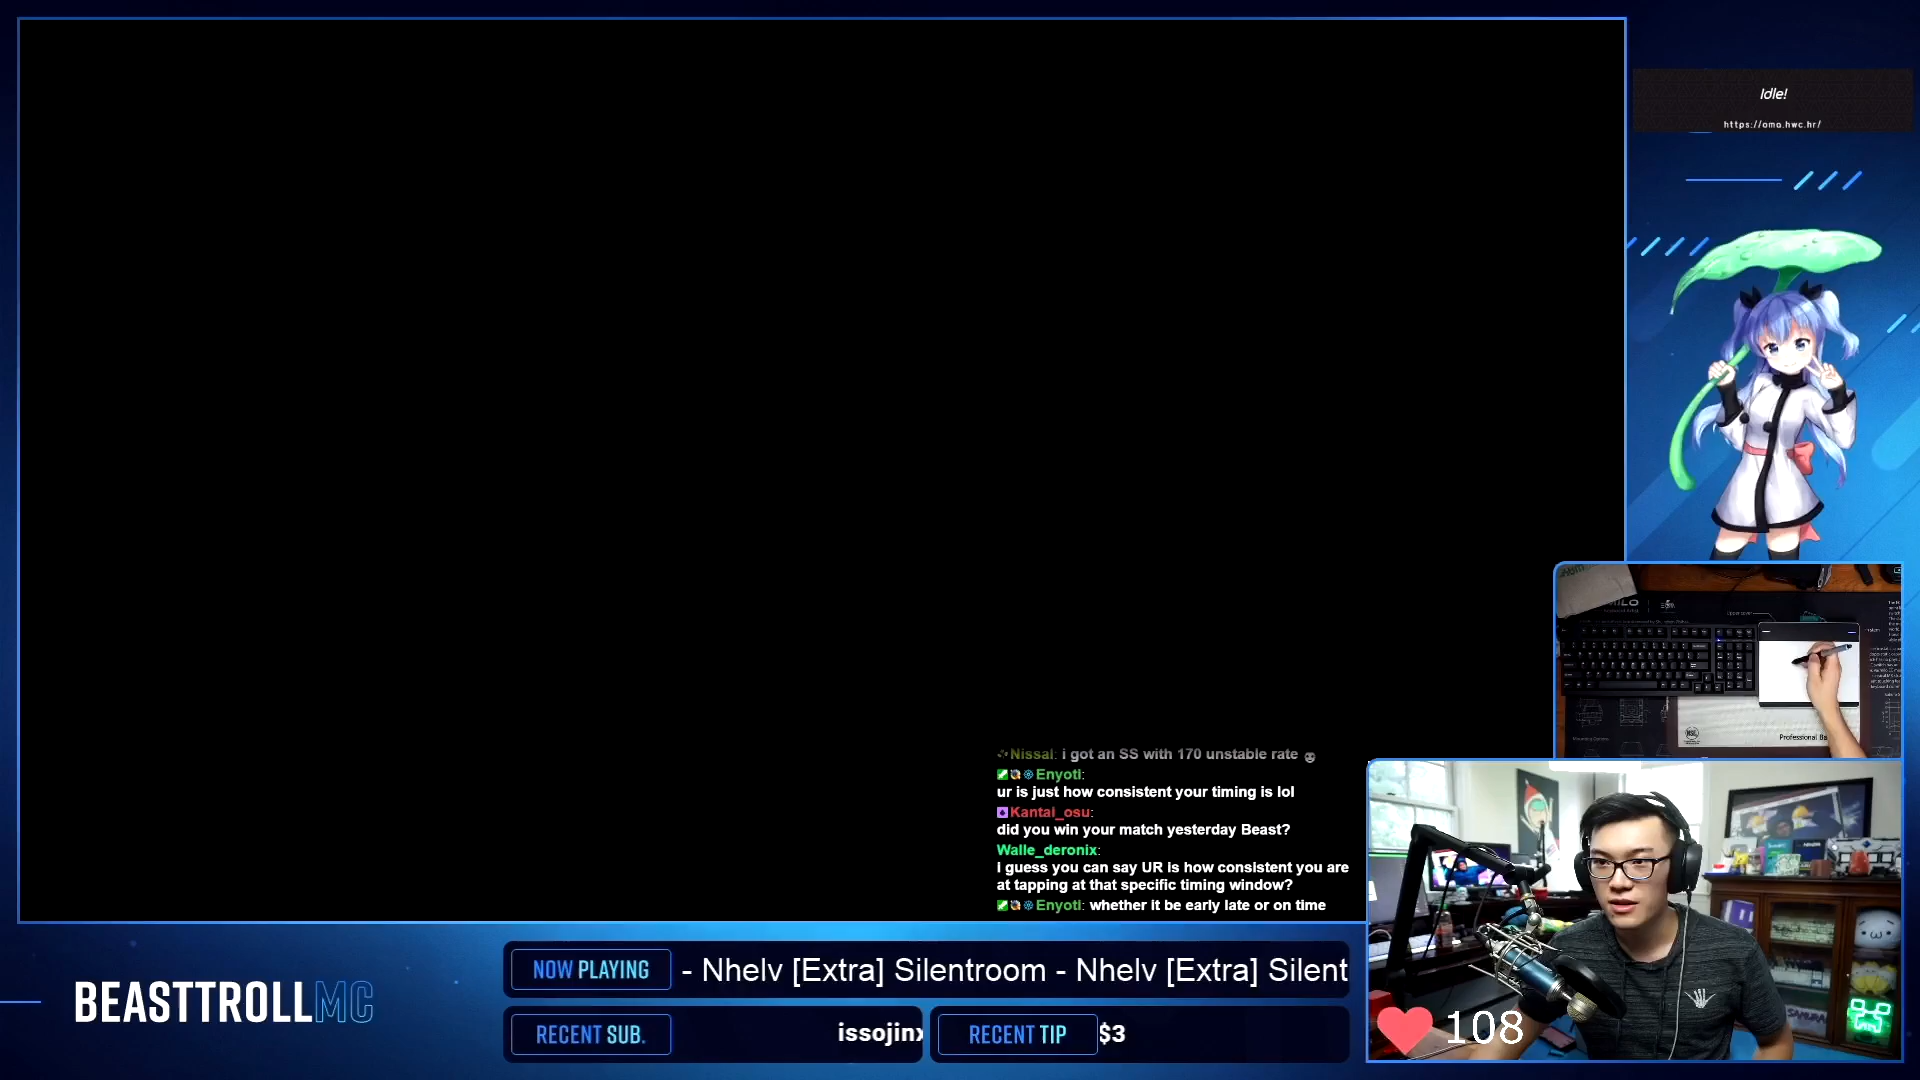 Idle!
https://omq.hwc.hr/
Nissal: i got an SS with 170 unstable rate
Enyoti:
ur is just how consistent your timing is lol
Kantai_osu:
did you win your match yesterday Beast?
Walle_deronix:
I guess you can say UR is how consistent you are
at tapping at that specific timing window?
Enyoti: whether it be early late or on time
Professional
BEASTTROLLMC
NOW PLAYING
- Nhelv [Extra] Silentroom - Nhelv [Extra] Silent
RECENT SUB.
issojinx
RECENT TIP
$3
108